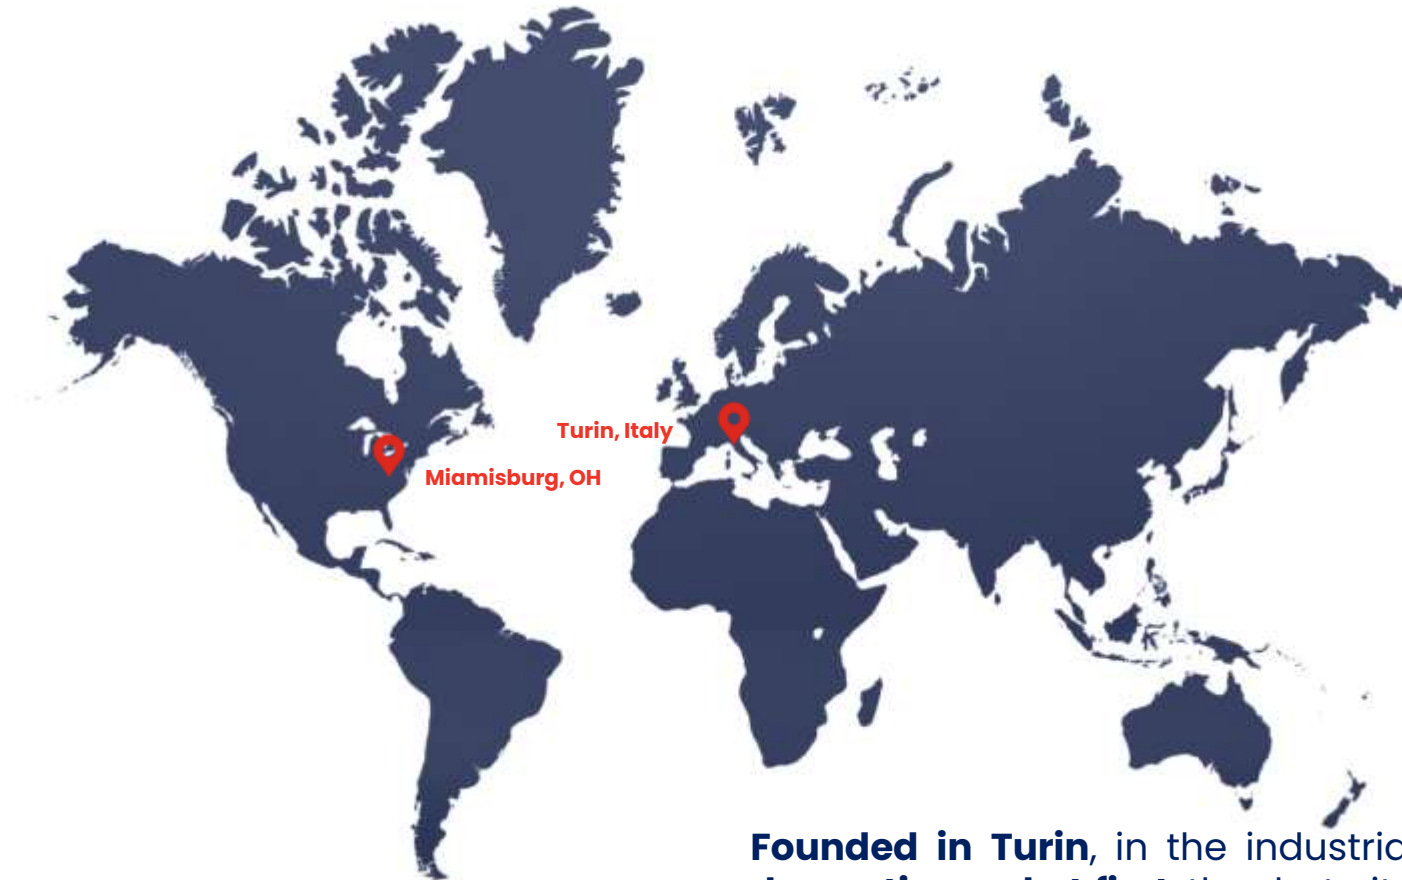 Turin, Italy
Miamisburg, OH
Founded in Turin, in the industria